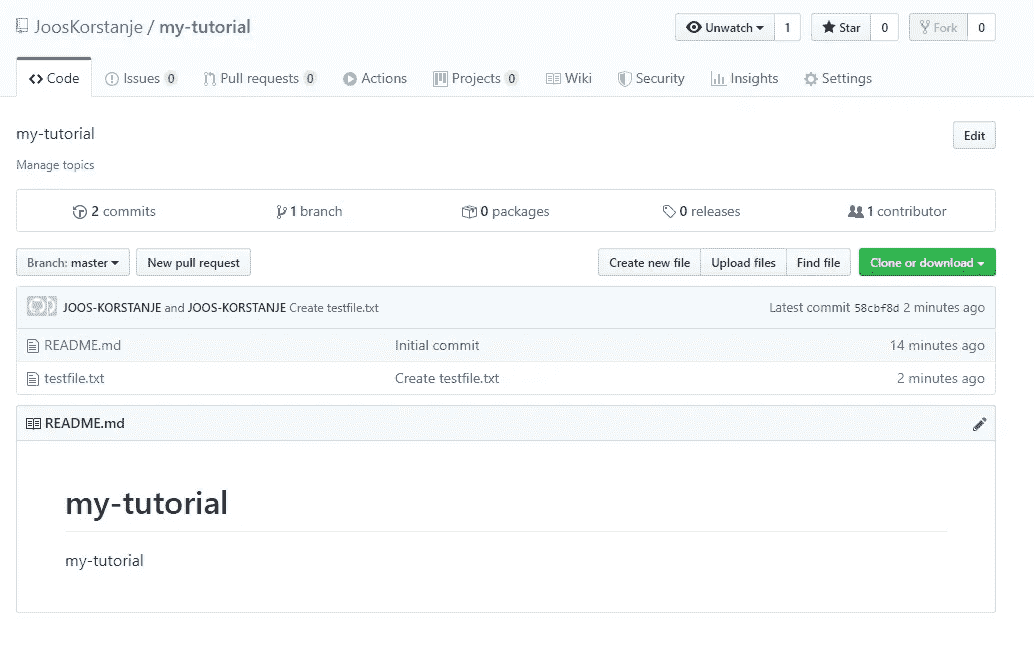 JoosKorstanje / my-tutorial Unwatch 1 Star 0 Fork 0
Code Issues 0 Pull requests 0 Actions Projects 0 Wiki Security Insights Settings
my-tutorial Edit
Manage topics
2 commits 1 branch 0 packages 0 releases 1 contributor
Branch: master New pull request Create new file Upload files Find file Clone or download
JOOS-KORSTANJE and JOOS-KORSTANJE Create testfile.txt Latest commit 58cbf8d 2 minutes ago
README.md Initial commit 14 minutes ago
testfile.txt Create testfile.txt 2 minutes ago
README.md
my-tutorial
my-tutorial